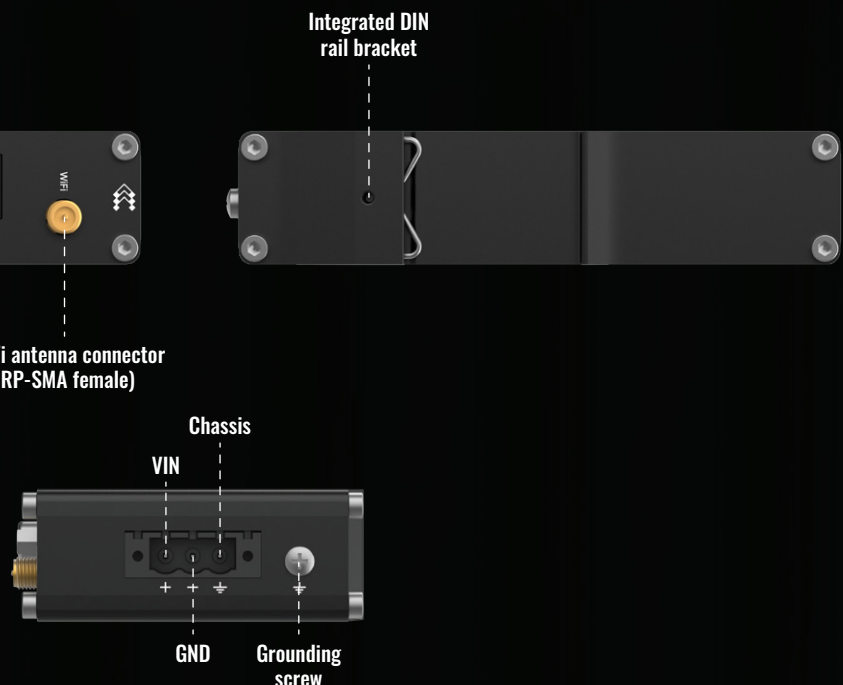 Integrated DIN
rail bracket
WiFi
i antenna connector
RP-SMA female)
Chassis
VIN
+ + ⏚
GND
Grounding
screw